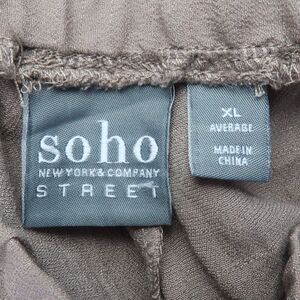 soho
NEW YORK & COMPANY
STREET
XL
AVERAGE
MADE IN
CHINA